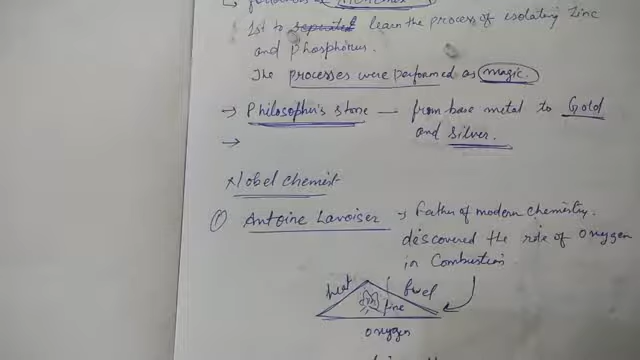 1st to separated learn the process of isolating Zinc
and Phosphorus.
The processes were performed as magic.
→ Philosopher's stone — from base metal to Gold
and silver.
→
Nobel chemist
① Antoine Lavoiser → Father of modern chemistry.
discovered the role of oxygen
in Combustion
heat fuel
fire
oxygen